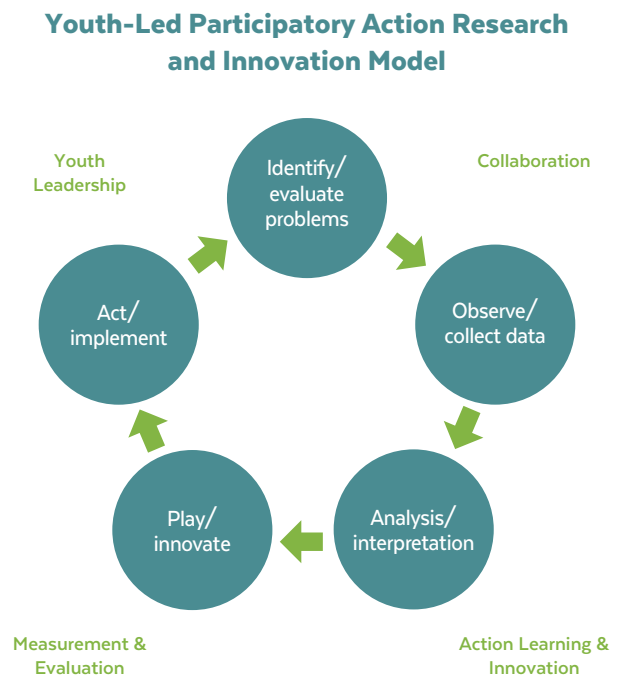 Youth-Led Participatory Action Research
and Innovation Model
Youth
Leadership
Collaboration
Identify/
evaluate
problems
Observe/
collect data
Analysis/
interpretation
Play/
innovate
Act/
implement
Measurement &
Evaluation
Action Learning &
Innovation